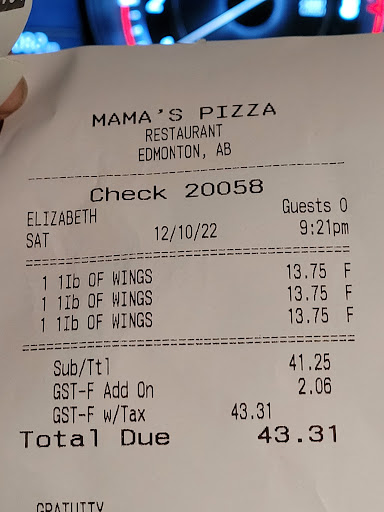 MAMA'S PIZZA
RESTAURANT
EDMONTON, AB
Check 20058
ELIZABETH Guests 0
SAT 12/10/22 9:21pm
1 1lb OF WINGS 13.75 F
1 1lb OF WINGS 13.75 F
1 1lb OF WINGS 13.75 F
Sub/Ttl 41.25
GST-F Add On 2.06
GST-F w/Tax 43.31
Total Due 43.31
GRATUITY